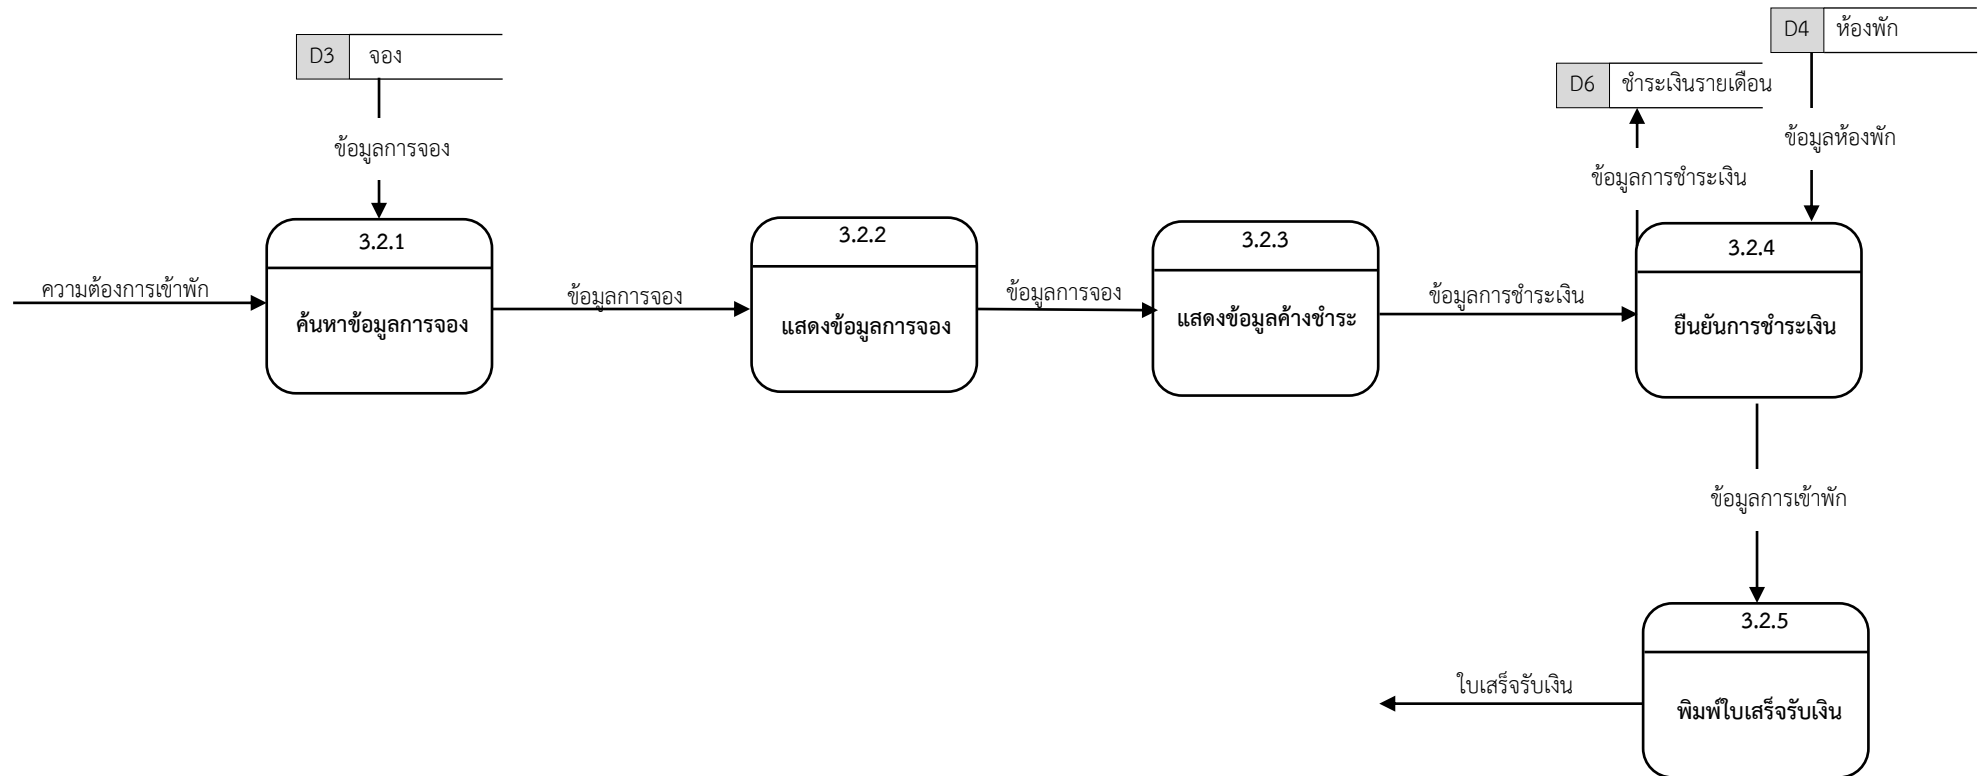 D4 ห้องพัก
D3 จอง
D6 ชำระเงินรายเดือน
ข้อมูลการจอง
ข้อมูลห้องพัก
ข้อมูลการชำระเงิน
3.2.1
3.2.2
3.2.3
3.2.4
ความต้องการเข้าพัก
ข้อมูลการจอง
ข้อมูลการจอง
ข้อมูลการชำระเงิน
ค้นหาข้อมูลการจอง
แสดงข้อมูลการจอง
แสดงข้อมูลค้างชำระ
ยืนยันการชำระเงิน
ข้อมูลการเข้าพัก
3.2.5
ใบเสร็จรับเงิน
พิมพ์ใบเสร็จรับเงิน